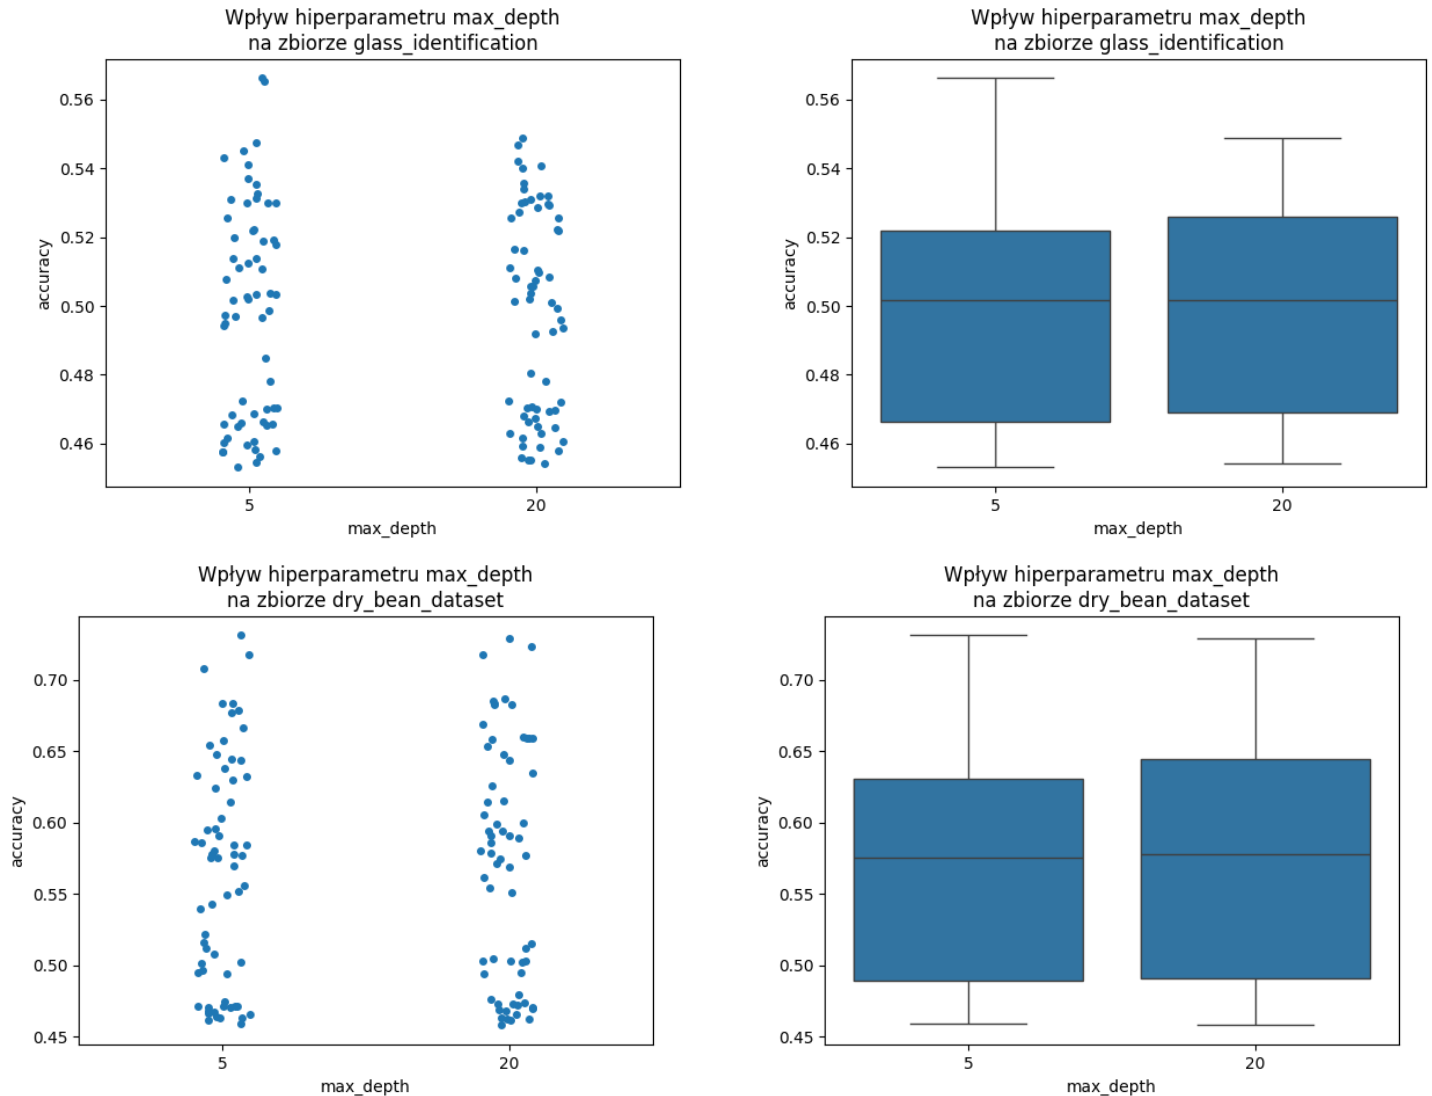 Wpływ hiperparametru max_depth
na zbiorze glass_identification
accuracy
0.56
0.54
0.52
0.50
0.48
0.46
5
20
max_depth
Wpływ hiperparametru max_depth
na zbiorze glass_identification
accuracy
0.56
0.54
0.52
0.50
0.48
0.46
5
20
max_depth
Wpływ hiperparametru max_depth
na zbiorze dry_bean_dataset
accuracy
0.70
0.65
0.60
0.55
0.50
0.45
5
20
max_depth
Wpływ hiperparametru max_depth
na zbiorze dry_bean_dataset
accuracy
0.70
0.65
0.60
0.55
0.50
0.45
5
20
max_depth